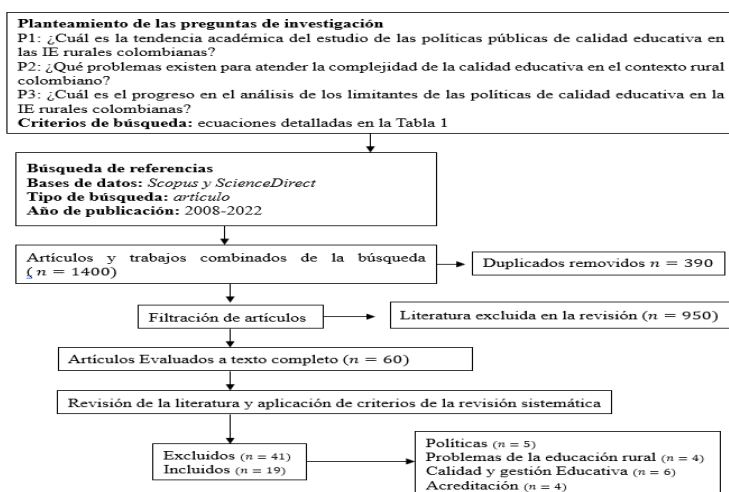 Planteamiento de las preguntas de investigación
P1: ¿Cuál es la tendencia académica del estudio de las políticas públicas de calidad educativa en
las IE rurales colombianas?
P2: ¿Qué problemas existen para atender la complejidad de la calidad educativa en el contexto rural
colombiano?
P3: ¿Cuál es el progreso en el análisis de los limitantes de las políticas de calidad educativa en la
IE rurales colombianas?
Criterios de búsqueda: ecuaciones detalladas en la Tabla 1
Búsqueda de referencias
Bases de datos: Scopus y ScienceDirect
Tipo de búsqueda: artículo
Año de publicación: 2008-2022
Artículos y trabajos combinados de la búsqueda
(n = 1400)
Duplicados removidos n = 390
Filtración de artículos
Literatura excluida en la revisión (n = 950)
Artículos Evaluados a texto completo (n = 60)
Revisión de la literatura y aplicación de criterios de la revisión sistemática
Excluidos (n = 41)
Incluidos (n = 19)
Políticas (n = 5)
Problemas de la educación rural (n = 4)
Calidad y gestión Educativa (n = 6)
Acreditación (n = 4)